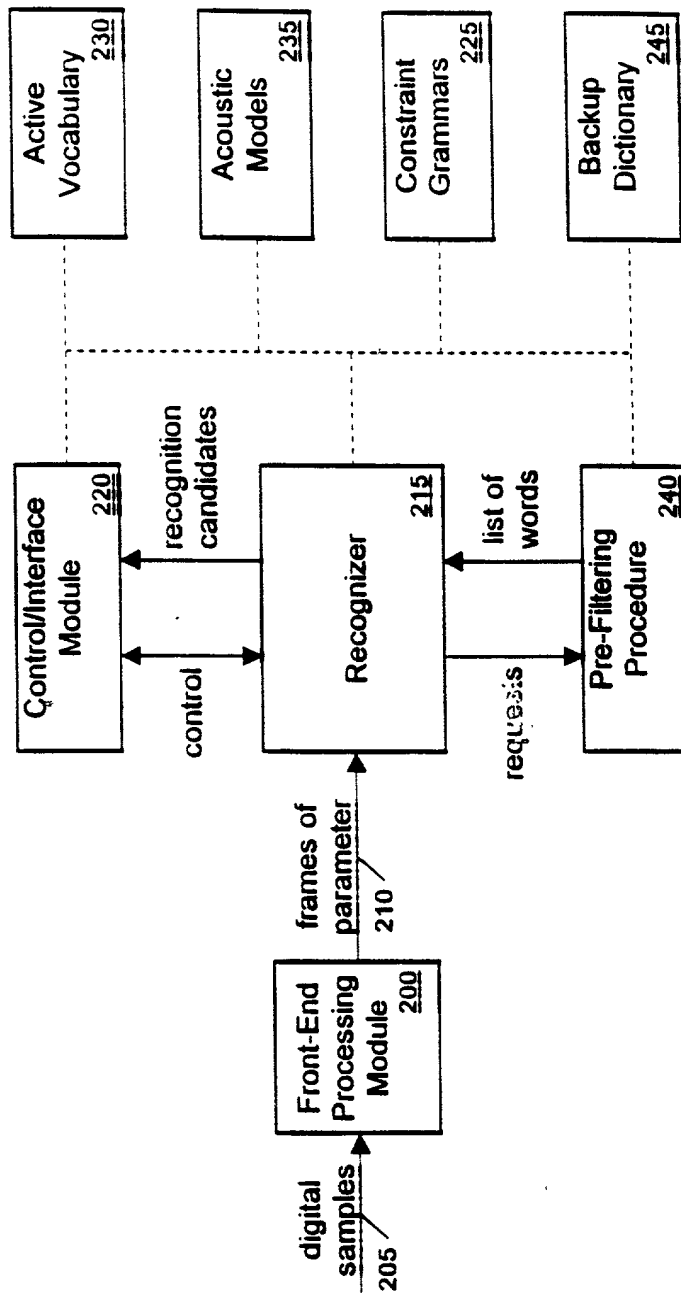 digital
samples
205
Front-End
Processing
Module
200
frames of
parameter
210
Control/Interface
Module
220
control
recognition
candidates
Recognizer
215
requests
list of
words
Pre-Filtering
Procedure
240
Active
Vocabulary
230
Acoustic
Models
235
Constraint
Grammars
225
Backup
Dictionary
245